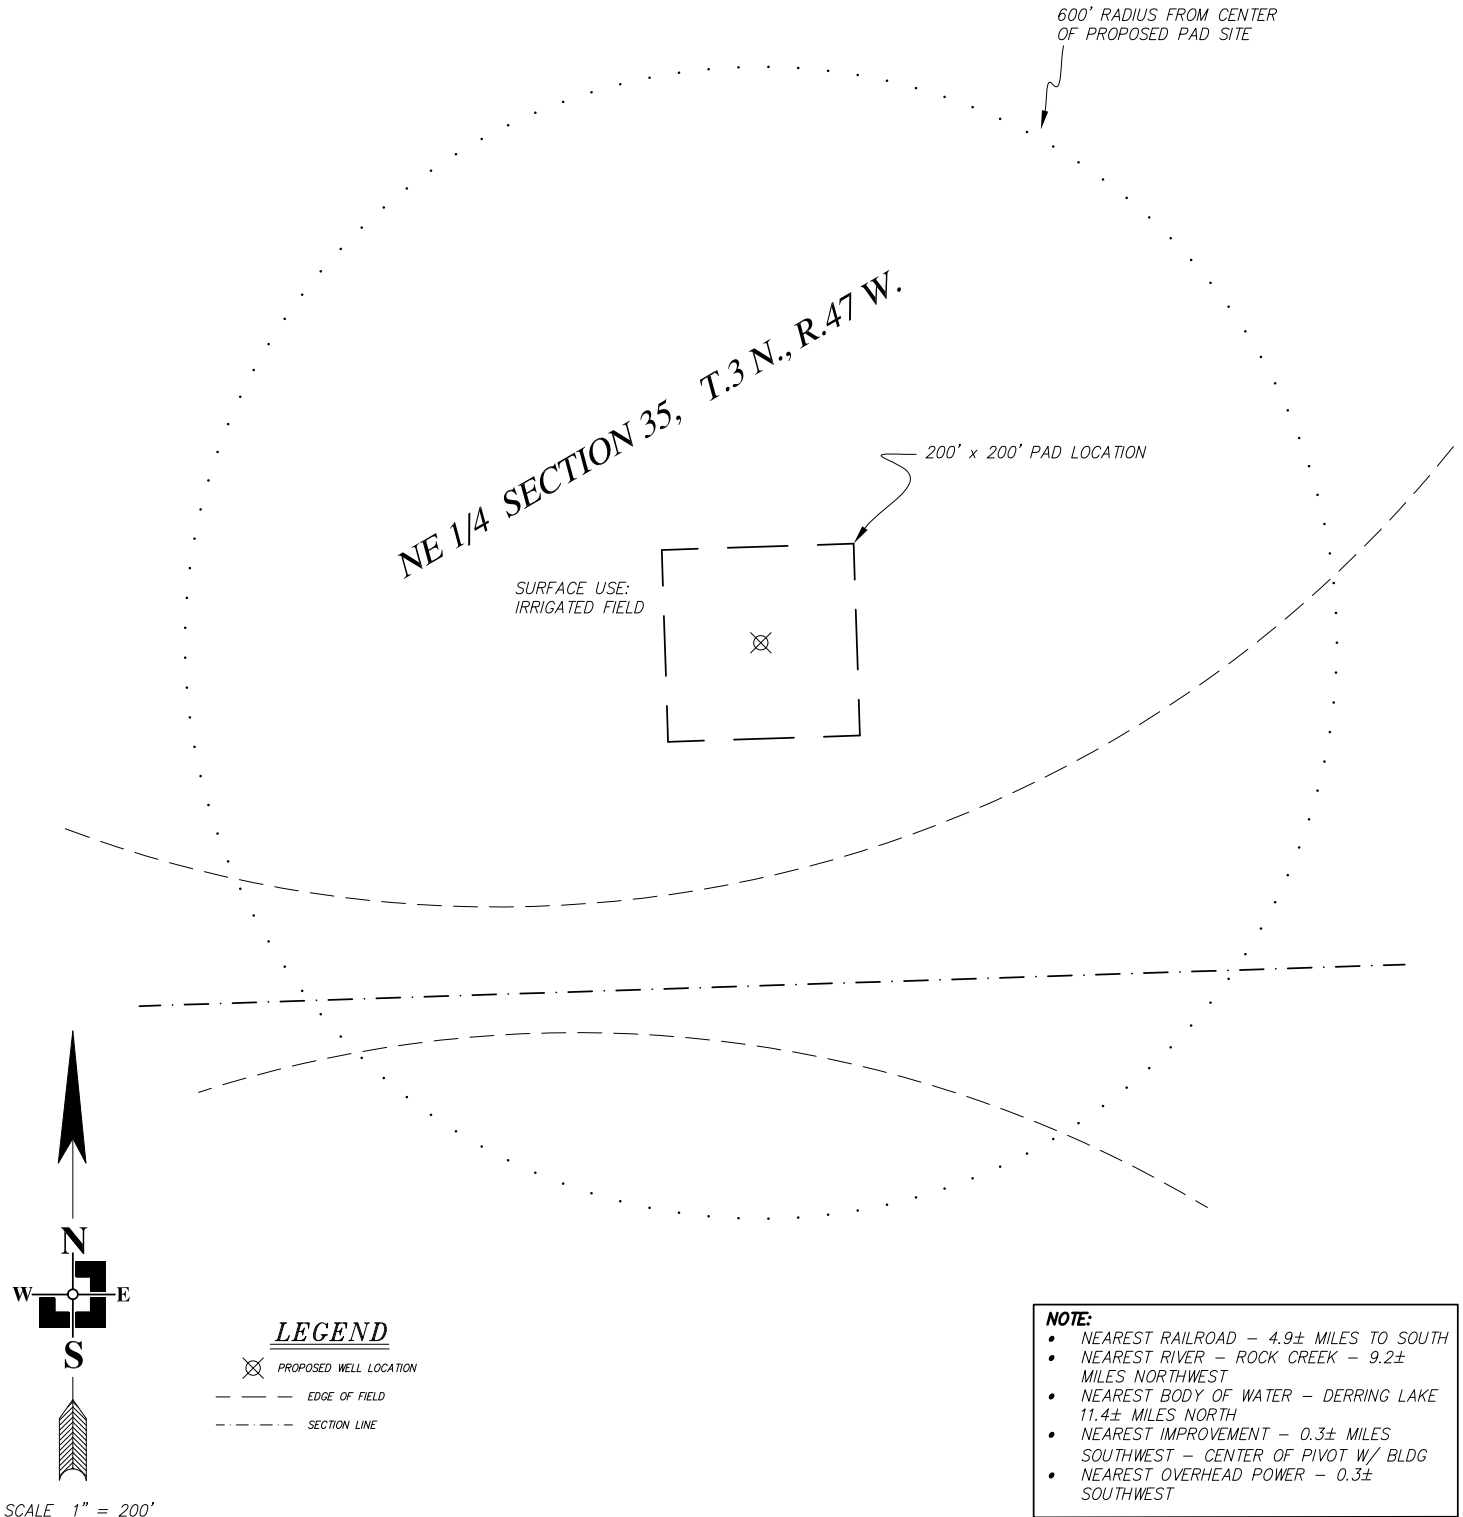 600' RADIUS FROM CENTER
OF PROPOSED PAD SITE
NE 1/4 SECTION 35, T.3 N., R.47 W.
200' x 200' PAD LOCATION
SURFACE USE:
IRRIGATED FIELD
N
W E
S
SCALE 1" = 200'
LEGEND
PROPOSED WELL LOCATION
EDGE OF FIELD
SECTION LINE
NOTE:
• NEAREST RAILROAD – 4.9± MILES TO SOUTH
• NEAREST RIVER – ROCK CREEK – 9.2±
MILES NORTHWEST
• NEAREST BODY OF WATER – DERRING LAKE
11.4± MILES NORTH
• NEAREST IMPROVEMENT – 0.3± MILES
SOUTHWEST – CENTER OF PIVOT W/ BLDG
• NEAREST OVERHEAD POWER – 0.3±
SOUTHWEST